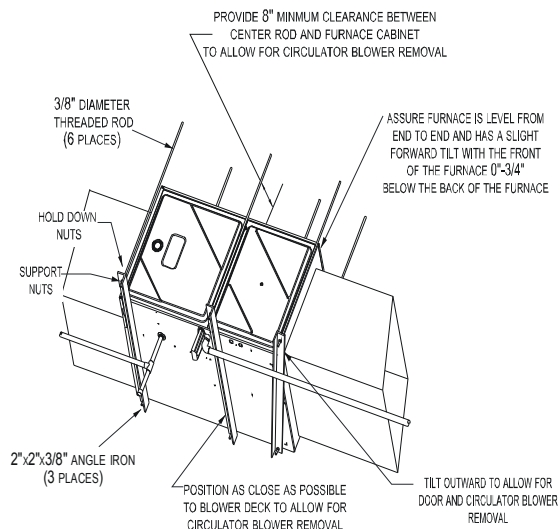 PROVIDE 8" MINMUM CLEARANCE BETWEEN
CENTER ROD AND FURNACE CABINET
TO ALLOW FOR CIRCULATOR BLOWER REMOVAL
3/8" DIAMETER
THREADED ROD
(6 PLACES)
ASSURE FURNACE IS LEVEL FROM
END TO END AND HAS A SLIGHT
FORWARD TILT WITH THE FRONT
OF THE FURNACE 0"-3/4"
BELOW THE BACK OF THE FURNACE
HOLD DOWN
NUTS
SUPPORT
NUTS
2"x2"x3/8" ANGLE IRON
(3 PLACES)
POSITION AS CLOSE AS POSSIBLE
TO BLOWER DECK TO ALLOW FOR
CIRCULATOR BLOWER REMOVAL
TILT OUTWARD TO ALLOW FOR
DOOR AND CIRCULATOR BLOWER
REMOVAL